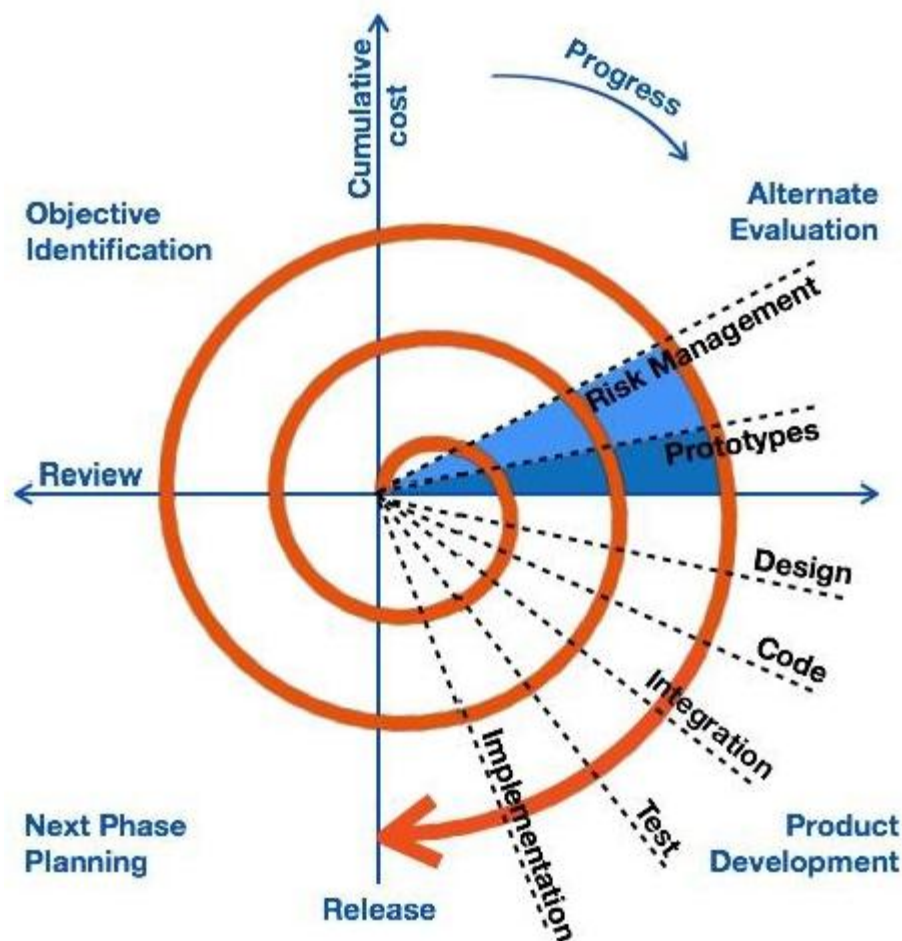 Cumulative
cost
Progress
Objective
Identification
Alternate
Evaluation
Risk Management
Prototypes
Review
Design
Code
Integration
Test
Implementation
Next Phase
Planning
Product
Development
Release